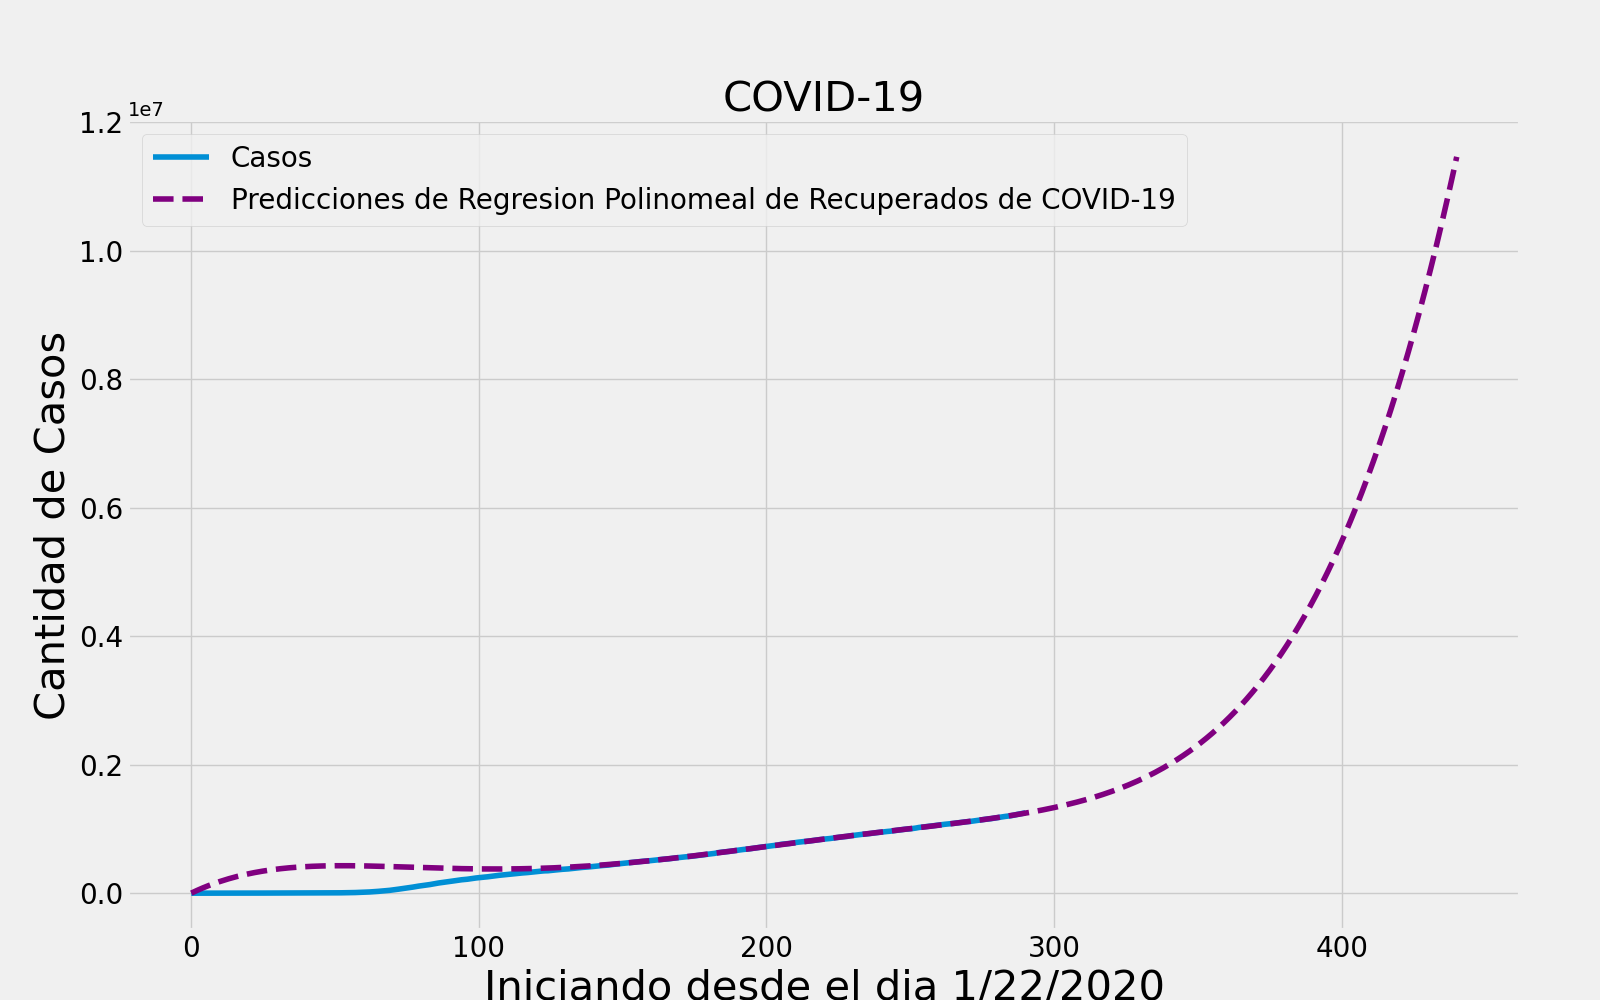 COVID-19
1e7
Casos
Predicciones de Regresion Polinomeal de Recuperados de COVID-19
1.2
1.0
0.8
0.6
0.4
0.2
0.0
Cantidad de Casos
0 100 200 300 400
Iniciando desde el dia 1/22/2020